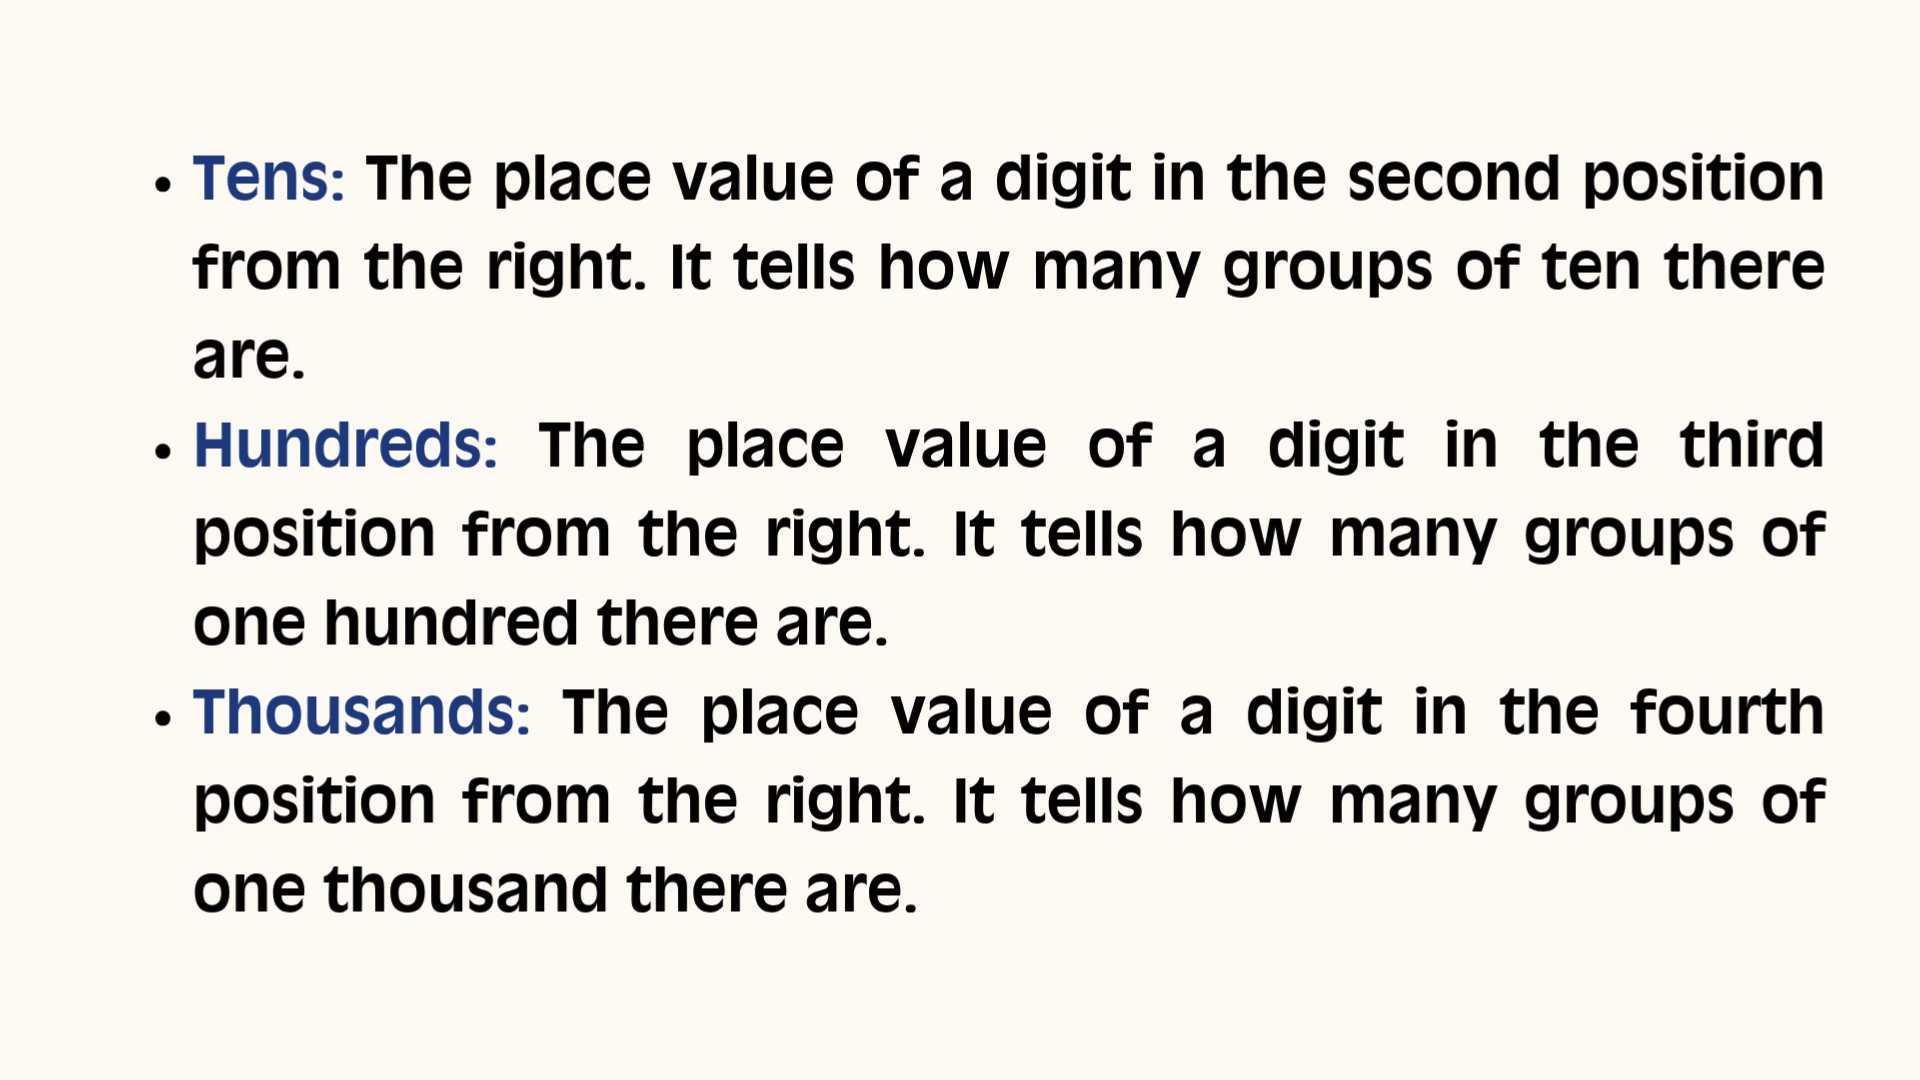 • Tens: The place value of a digit in the second position
from the right. It tells how many groups of ten there
are.
• Hundreds: The place value of a digit in the third
position from the right. It tells how many groups of
one hundred there are.
• Thousands: The place value of a digit in the fourth
position from the right. It tells how many groups of
one thousand there are.